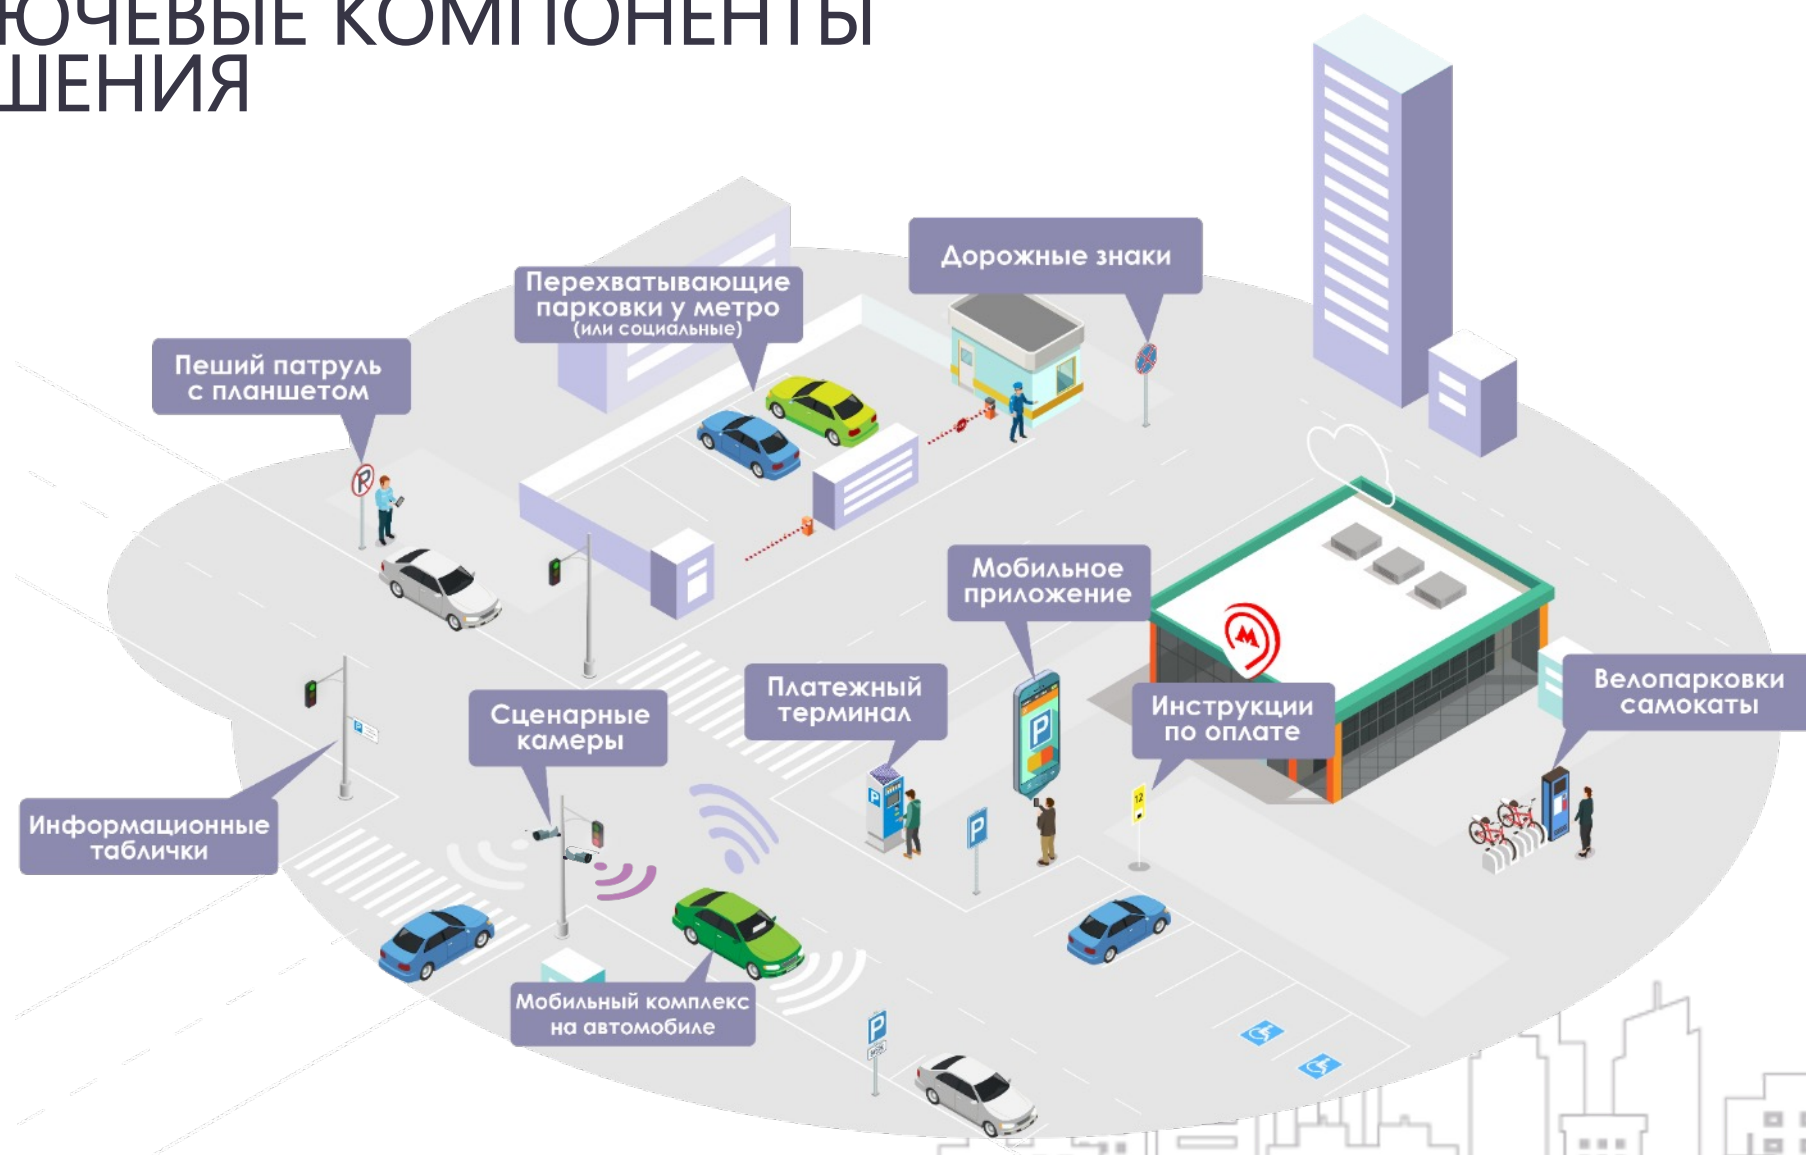 ЮЧЕВЫЕ КОМПОНЕНТЫ
ШЕНИЯ
Дорожные знаки
Перехватывающие
парковки у метро
(или социальные)
Пеший патруль
с планшетом
Мобильное
приложение
Платежный
терминал
Инструкции
по оплате
Велопарковки
самокаты
Сценарные
камеры
Информационные
таблички
Мобильный комплекс
на автомобиле
P
P
P
P
P
P
М
12